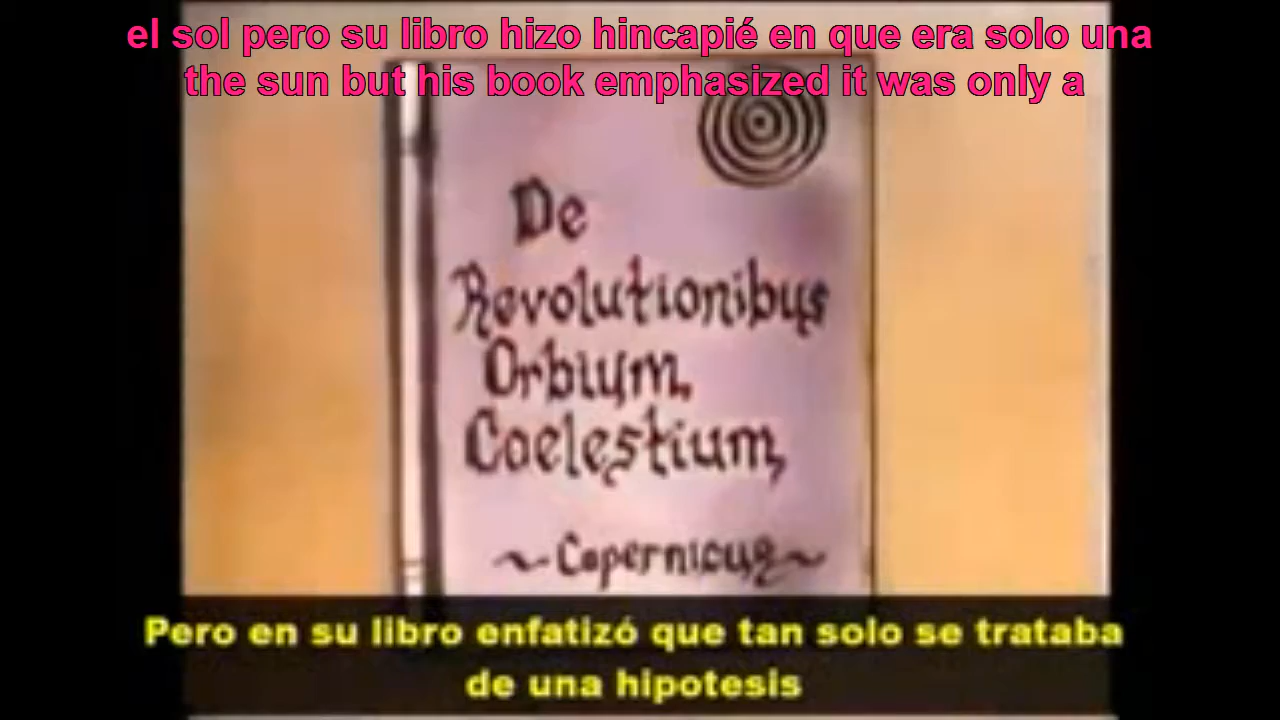 el sol pero su libro hizo hincapié en que era solo una
the sun but his book emphasized it was only a
De
Revolutionibus
Orbium,
Coelestium,
~Copernicus~
Pero en su libro enfatizó que tan solo se trataba
de una hipotesis